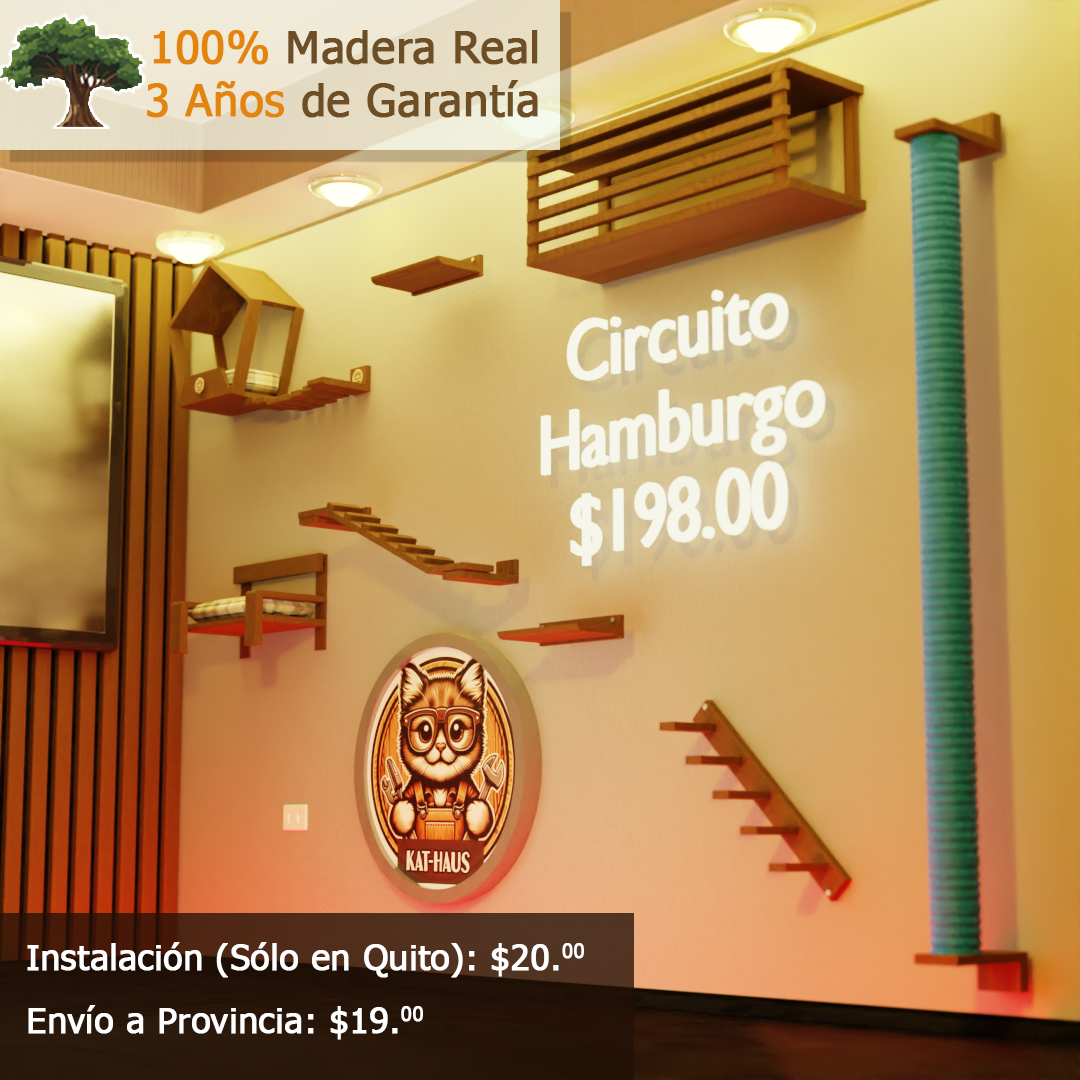 100% Madera Real
3 Años de Garantía
Circuito
Hamburgo
$198.00
KAT-HAUS
Instalación (Sólo en Quito): $20.00
Envío a Provincia: $19.00